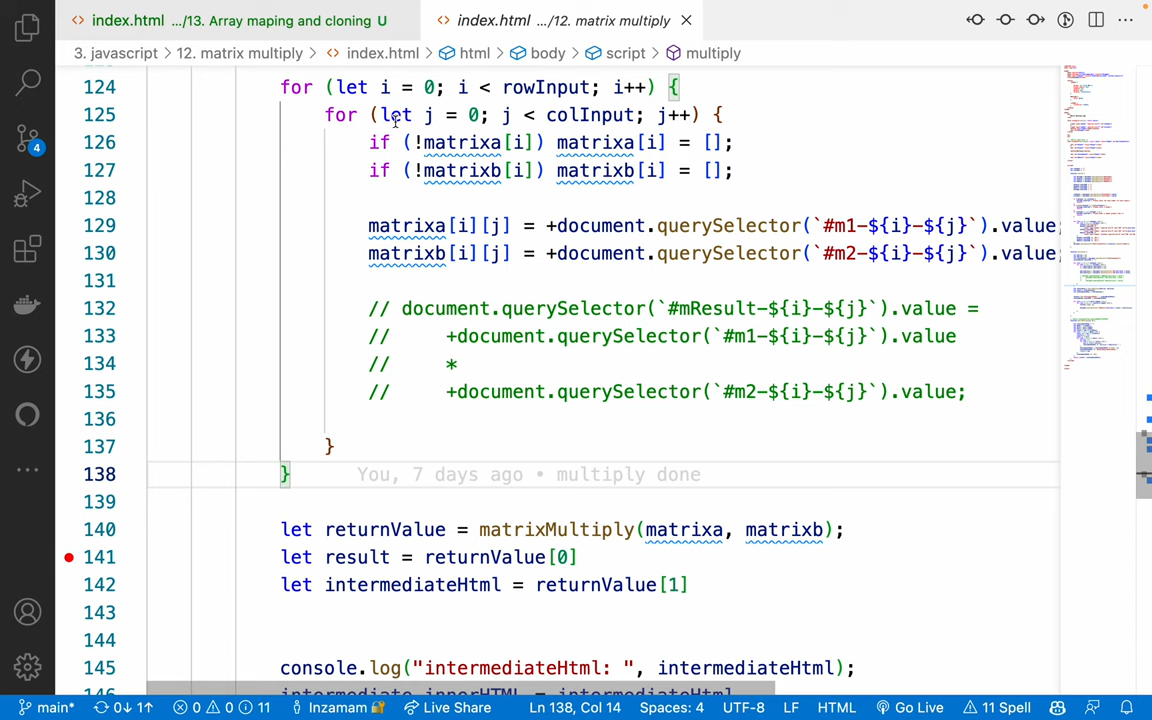 index.html .../13. Array maping and cloning U
index.html .../12. matrix multiply
3. javascript > 12. matrix multiply > index.html > html > body > script > multiply
124 for (let i = 0; i < rowInput; i++) {
125 for (let j = 0; j < colInput; j++) {
126 if (!matrixa[i]) matrixa[i] = [];
127 if (!matrixb[i]) matrixb[i] = [];
128
129 matrixa[i][j] = +document.querySelector(`#m1-${i}-${j}`).value;
130 matrixb[i][j] = +document.querySelector(`#m2-${i}-${j}`).value;
131
132 // document.querySelector(`#mResult-${i}-${j}`).value =
133 // +document.querySelector(`#m1-${i}-${j}`).value
134 // *
135 // +document.querySelector(`#m2-${i}-${j}`).value;
136
137 }
138 } You, 7 days ago • multiply done
139
140 let returnValue = matrixMultiply(matrixa, matrixb);
141 let result = returnValue[0]
142 let intermediateHtml = returnValue[1]
143
144
145 console.log("intermediateHtml: ", intermediateHtml);
146 intermediate.innerHTML = intermediateHtml
4
main* 0↓ 1↑ 0 0 11 Inzamam Live Share Ln 138, Col 14 Spaces: 4 UTF-8 LF HTML Go Live 11 Spell